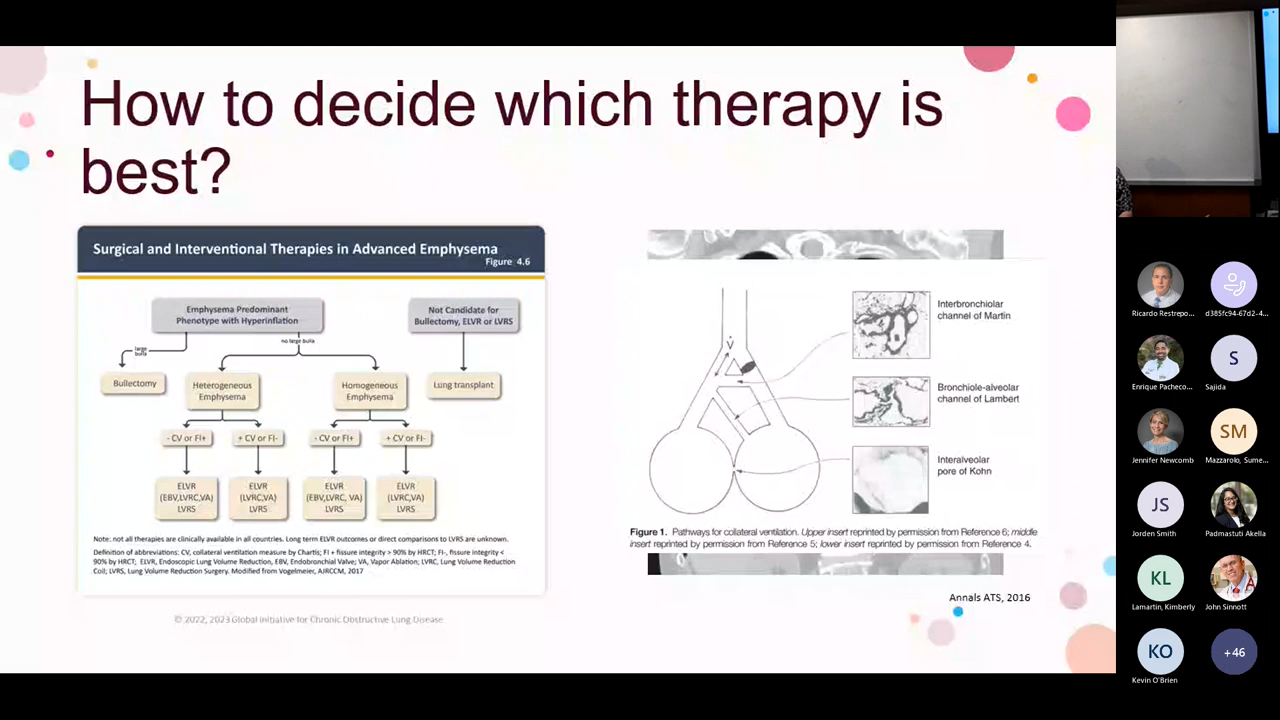 How to decide which therapy is
best?
Surgical and Interventional Therapies in Advanced Emphysema
Figure 4.6
Emphysema Predominant
Phenotype with Hyperinflation
Not Candidate for
Bullectomy, ELVR or LVRS
large
bulla
no large bulla
Bullectomy
Heterogeneous
Emphysema
Homogeneous
Emphysema
Lung transplant
- CV or FI+
+ CV or FI-
- CV or FI+
+ CV or FI-
ELVR
(EBV,LVRC,VA)
LVRS
ELVR
(LVRC,VA)
LVRS
ELVR
(EBV,LVRC, VA)
LVRS
ELVR
(LVRC,VA)
LVRS
Note: not all therapies are clinically available in all countries. Long term ELVR outcomes or direct comparisons to LVRS are unknown.
Definition of abbreviations: CV, collateral ventilation measure by Chartis; FI + fissure integrity > 90% by HRCT; FI-, fissure integrity <
90% by HRCT; ELVR, Endoscopic Lung Volume Reduction, EBV, Endobronchial Valve; VA, Vapor Ablation; LVRC, Lung Volume Reduction
Coil; LVRS, Lung Volume Reduction Surgery. Modified from Vogelmeier, AJRCCM, 2017
© 2022, 2023 Global Initiative for Chronic Obstructive Lung Disease
V
Interbronchiolar
channel of Martin
Bronchiole-alveolar
channel of Lambert
Interalveolar
pore of Kohn
Figure 1. Pathways for collateral ventilation. Upper insert reprinted by permission from Reference 6; middle
insert reprinted by permission from Reference 5; lower insert reprinted by permission from Reference 4.
Annals ATS, 2016
Ricardo Restrepo...
d385fc94-67d2-4...
Enrique Pacheco...
S
Sajida
Jennifer Newcomb
SM
Mazzarolo, Sume...
JS
Jorden Smith
Padmastuti Akella
KL
Lamartin, Kimberly
John Sinnott
KO
Kevin O'Brien
+46